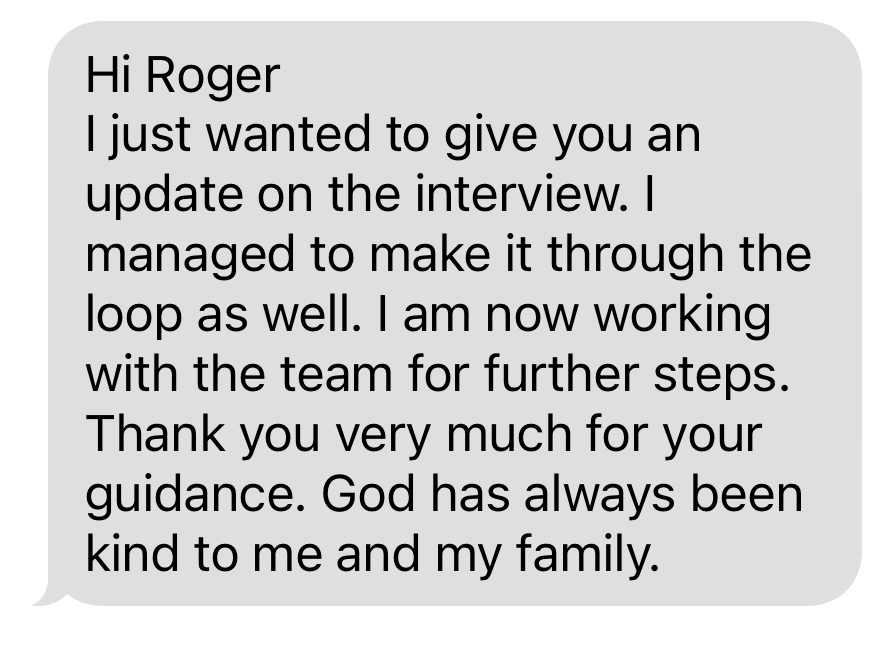 Hi Roger
I just wanted to give you an
update on the interview. I
managed to make it through the
loop as well. I am now working
with the team for further steps.
Thank you very much for your
guidance. God has always been
kind to me and my family.